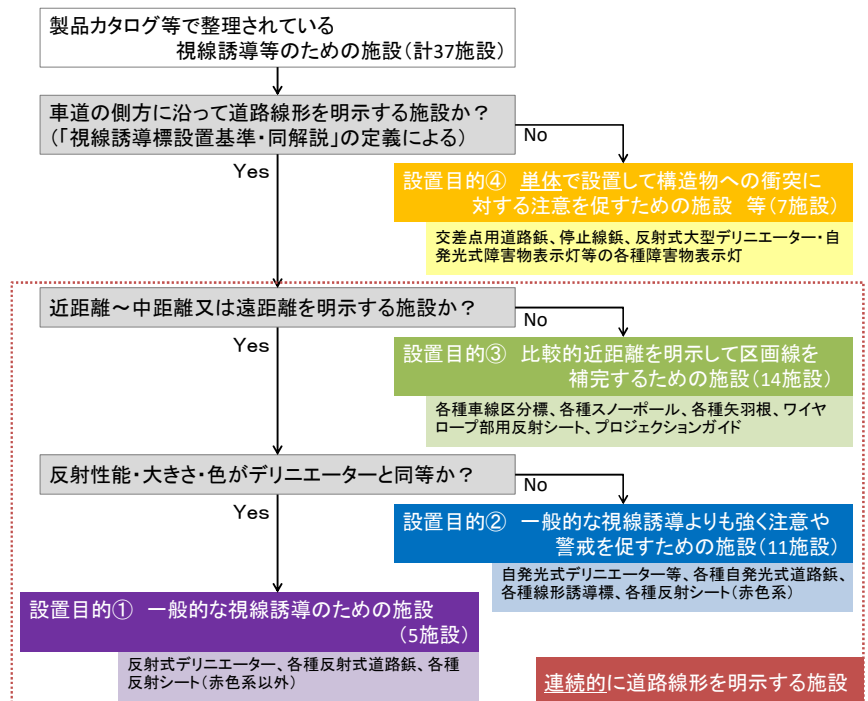 製品カタログ等で整理されている
視線誘導等のための施設(計37施設)
車道の側方に沿って道路線形を明示する施設か？
(「視線誘導標設置基準・同解説」の定義による)
No
Yes
設置目的④ 単体で設置して構造物への衝突に
対する注意を促すための施設 等(7施設)
交差点用道路鋲、停止線鋲、反射式大型デリニエーター・自
発光式障害物表示灯等の各種障害物表示灯
近距離～中距離又は遠距離を明示する施設か？
No
Yes
設置目的③ 比較的近距離を明示して区画線を
補完するための施設(14施設)
各種車線区分標、各種スノーポール、各種矢羽根、ワイヤ
ロープ部用反射シート、プロジェクションガイド
反射性能・大きさ・色がデリニエーターと同等か？
No
Yes
設置目的② 一般的な視線誘導よりも強く注意や
警戒を促すための施設(11施設)
自発光式デリニエーター等、各種自発光式道路鋲、
各種線形誘導標、各種反射シート(赤色系)
設置目的① 一般的な視線誘導のための施設
(5施設)
反射式デリニエーター、各種反射式道路鋲、各種
反射シート(赤色系以外)
連続的に道路線形を明示する施設